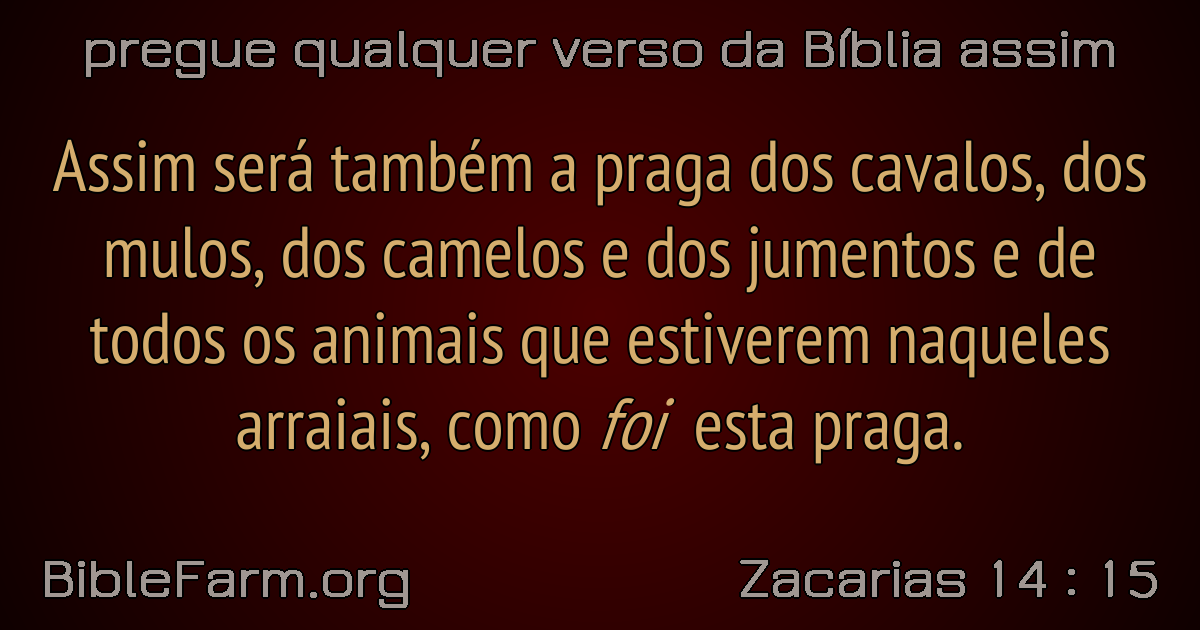 pregue qualquer verso da Bíblia assim
Assim será também a praga dos cavalos, dos
mulos, dos camelos e dos jumentos e de
todos os animais que estiverem naqueles
arraiais, como foi esta praga.
BibleFarm.org
Zacarias 14 : 15